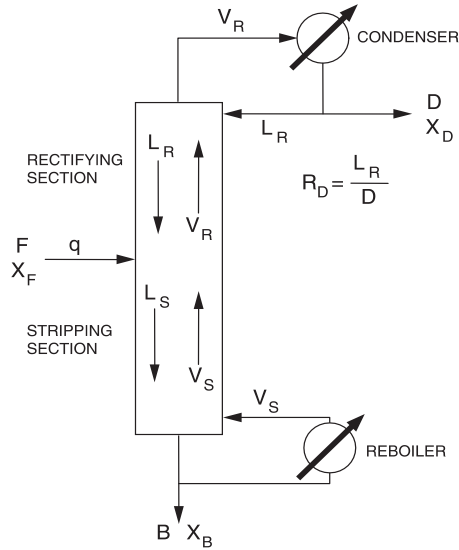 V_R
CONDENSER
D
X_D
L_R
L_R
R_D = L_R / D
RECTIFYING
SECTION
V_R
F
q
X_F
L_S
STRIPPING
SECTION
V_S
V_S
REBOILER
B X_B